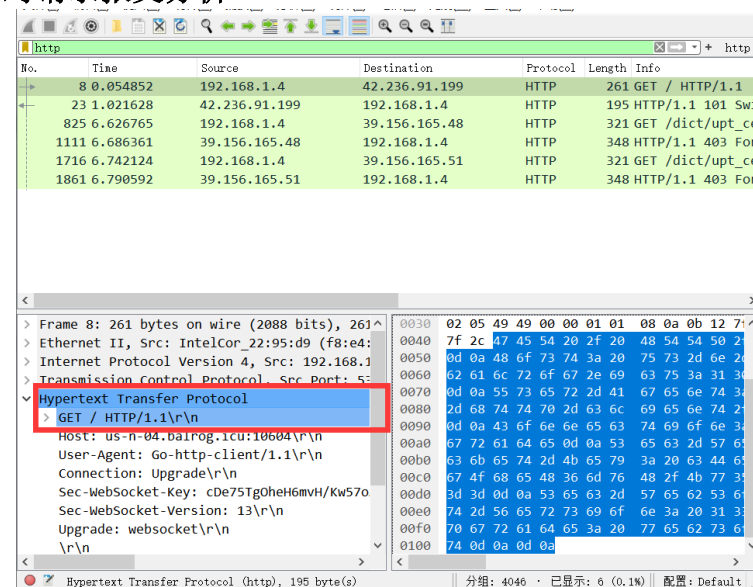 http
http
No. Time Source Destination Protocol Length Info
8 0.054852 192.168.1.4 42.236.91.199 HTTP 261 GET / HTTP/1.1
23 1.021628 42.236.91.199 192.168.1.4 HTTP 195 HTTP/1.1 101
825 6.626765 192.168.1.4 39.156.165.48 HTTP 321 GET
1111 6.686361 39.156.165.48 192.168.1.4 HTTP 348 HTTP/1.1 403
1716 6.742124 192.168.1.4 39.156.165.51 HTTP 321 GET
1861 6.790592 39.156.165.51 192.168.1.4 HTTP 348 HTTP/1.1 403
Frame 8: 261 bytes on wire (2088 bits), 261
Ethernet II, Src: IntelCor_22:95:d9 (f8:e4:
Internet Protocol Version 4, Src: 192.168.1
Transmission Control Protocol, Src Port:
Hypertext Transfer Protocol
GET / HTTP/1.1\r\n
Host: us-n-04.balrog.icu:10604\r\n
User-Agent: Go-http-client/1.1\r\n
Connection: Upgrade\r\n
Sec-WebSocket-Key: cDe75TgOheH6mvH/Kw57o
Sec-WebSocket-Version: 13\r\n
Upgrade: websocket\r\n
\r\n
0030 02 05 49 49 00 00 01 01 08 0a 0b 12
0040 7f 2c 47 45 54 20 2f 20 48 54 54 50
0050 0d 0a 48 6f 73 74 3a 20 75 73 2d 6e
0060 62 61 6c 72 6f 67 2e 69 63 75 3a 31
0070 0d 0a 55 73 65 72 2d 41 67 65 6e 74
0080 2d 68 74 74 70 2d 63 6c 69 65 6e 74
0090 0d 0a 43 6f 6e 6e 65 63 74 69 6f 6e
00a0 67 72 61 64 65 0d 0a 53 65 63 2d 57
00b0 63 6b 65 74 2d 4b 65 79 3a 20 63 44
00c0 67 4f 68 65 48 36 6d 76 48 2f 4b 77
00d0 3d 3d 0d 0a 53 65 63 2d 57 65 62 53
00e0 74 2d 56 65 72 73 69 6f 6e 3a 20 31
00f0 70 67 72 61 64 65 3a 20 77 65 62 73
0100 74 0d 0a 0d 0a
Hypertext Transfer Protocol (http), 195 byte(s)
分组: 4046 · 已显示: 6 (0.1%)
配置: Default